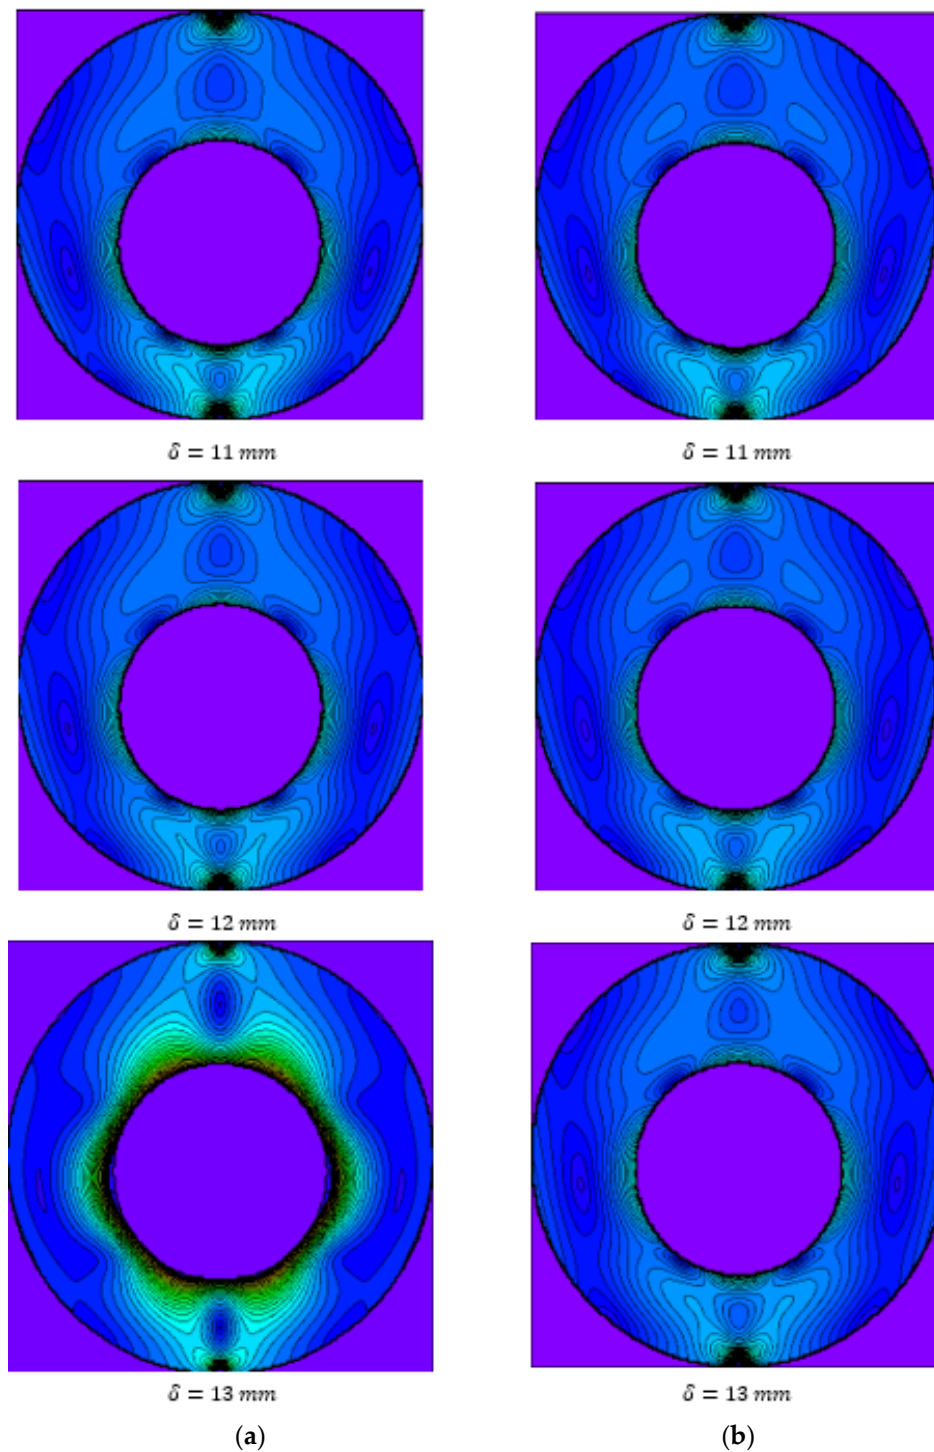 δ = 11 mm δ = 11 mm
δ = 12 mm δ = 12 mm
δ = 13 mm δ = 13 mm
(a) (b)